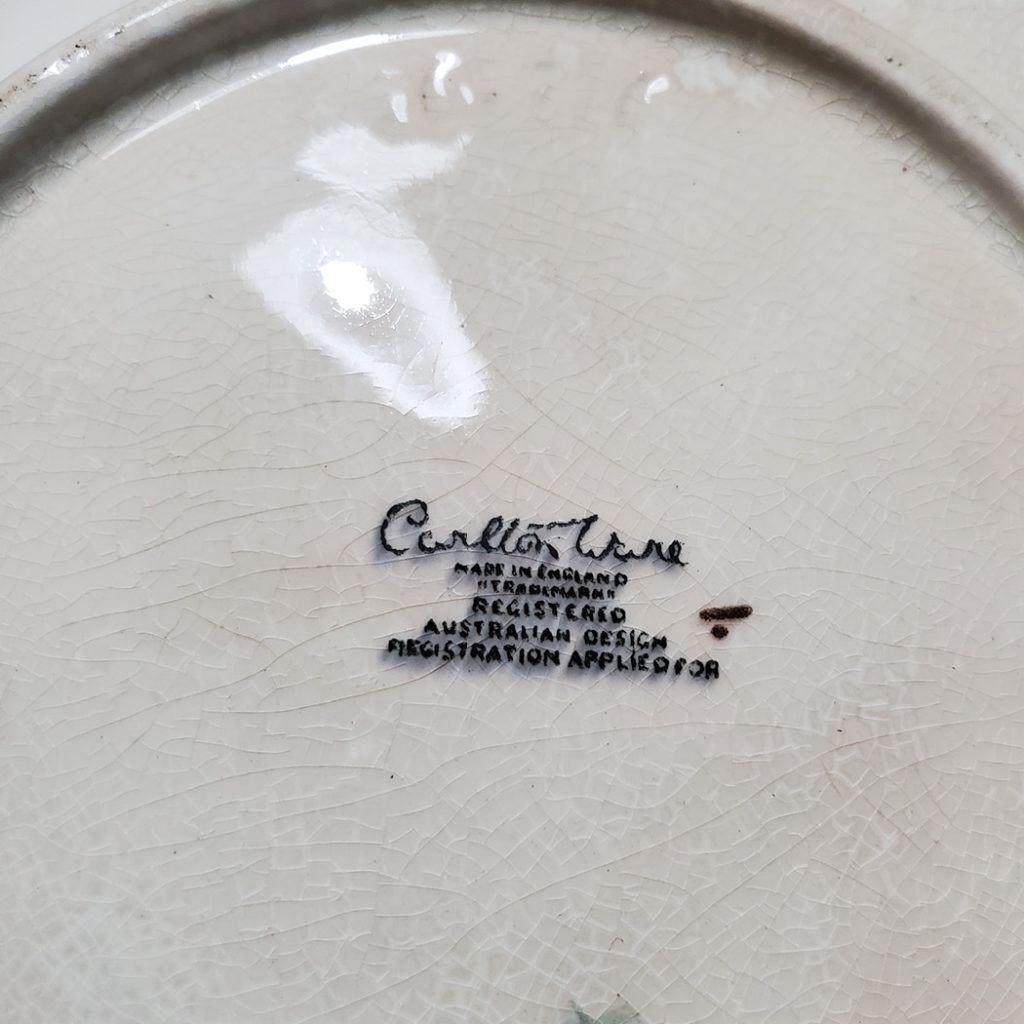 Carlton Ware
MADE IN ENGLAND
"TRADEMARK"
REGISTERED
AUSTRALIAN DESIGN
REGISTRATION APPLIED FOR